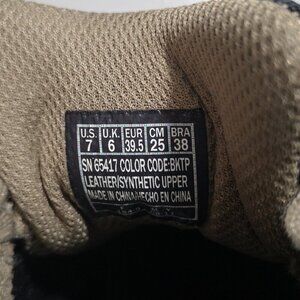 U.S. U.K. EUR CM BRA
7 6 39.5 25 38
SN 65417 COLOR CODE:BKTP
LEATHER/SYNTHETIC UPPER
MADE IN CHINA/HECHO EN CHINA